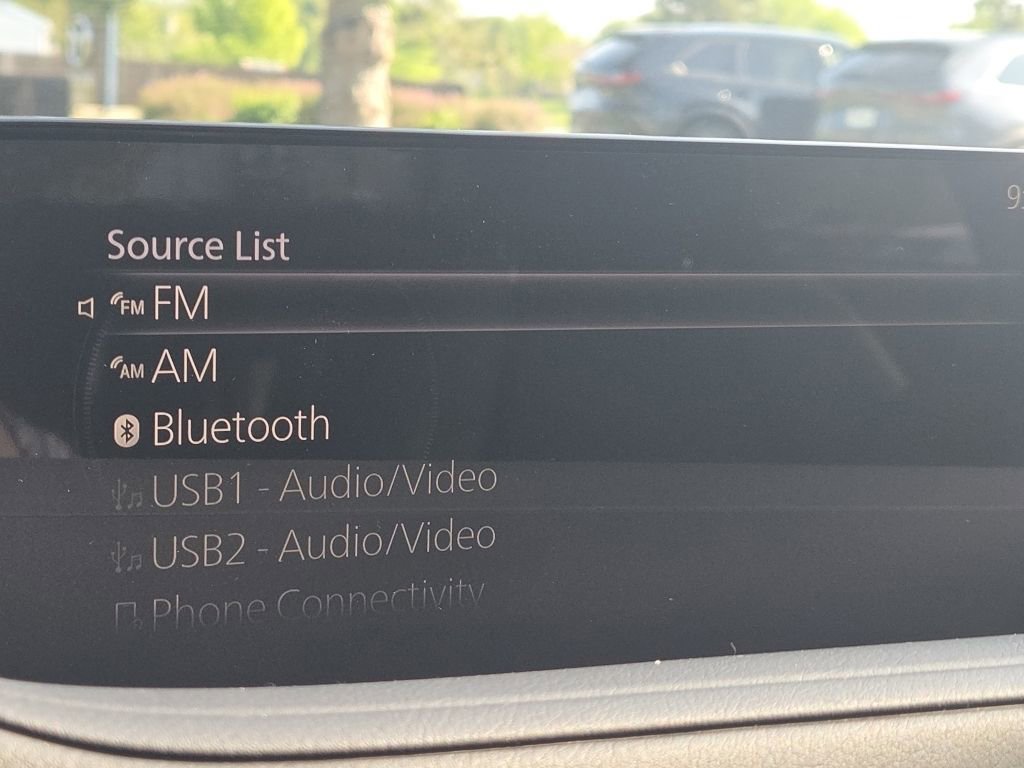 Source List
FM FM
AM AM
Bluetooth
USB1 - Audio/Video
USB2 - Audio/Video
Phone Connectivity